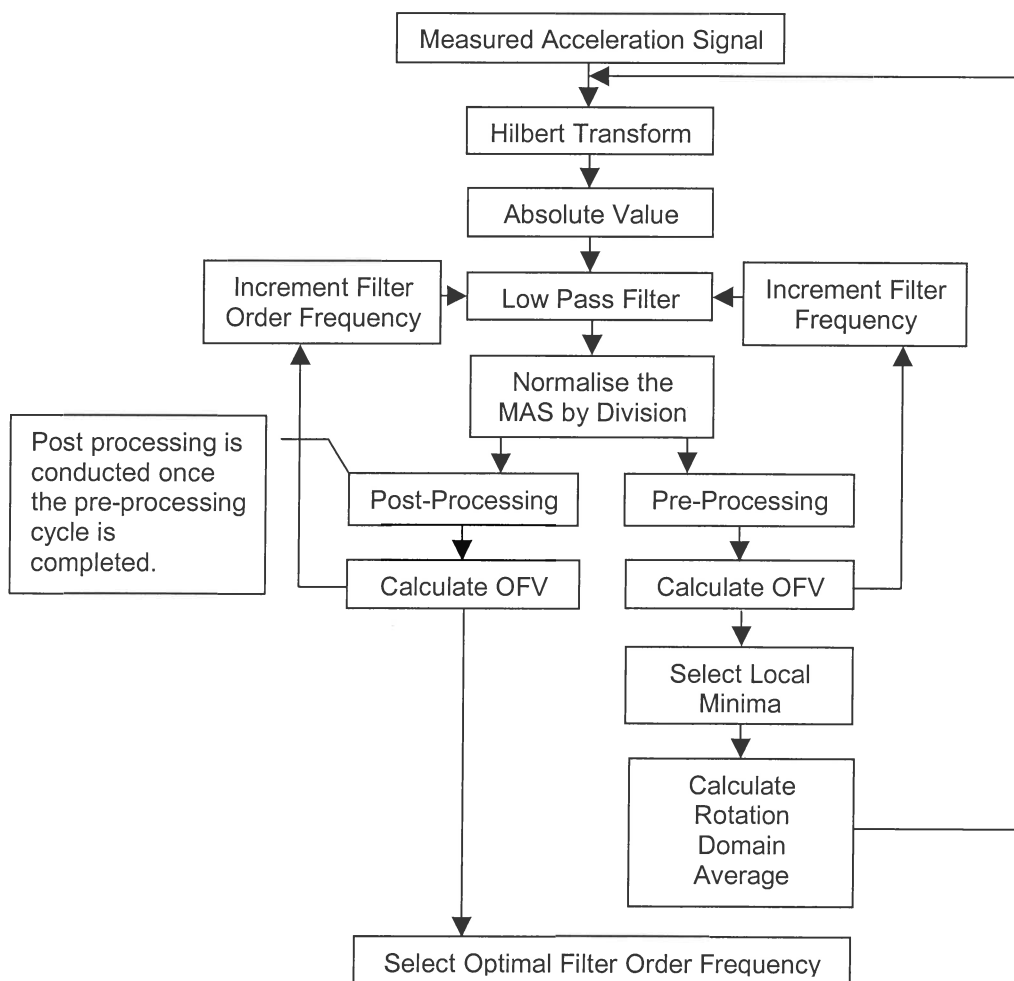 Measured Acceleration Signal
Hilbert Transform
Absolute Value
Increment Filter
Order Frequency
Low Pass Filter
Increment Filter
Frequency
Normalise the
MAS by Division
Post processing is
conducted once
the pre-processing
cycle is
completed.
Post-Processing
Pre-Processing
Calculate OFV
Calculate OFV
Select Local
Minima
Calculate
Rotation
Domain
Average
Select Optimal Filter Order Frequency